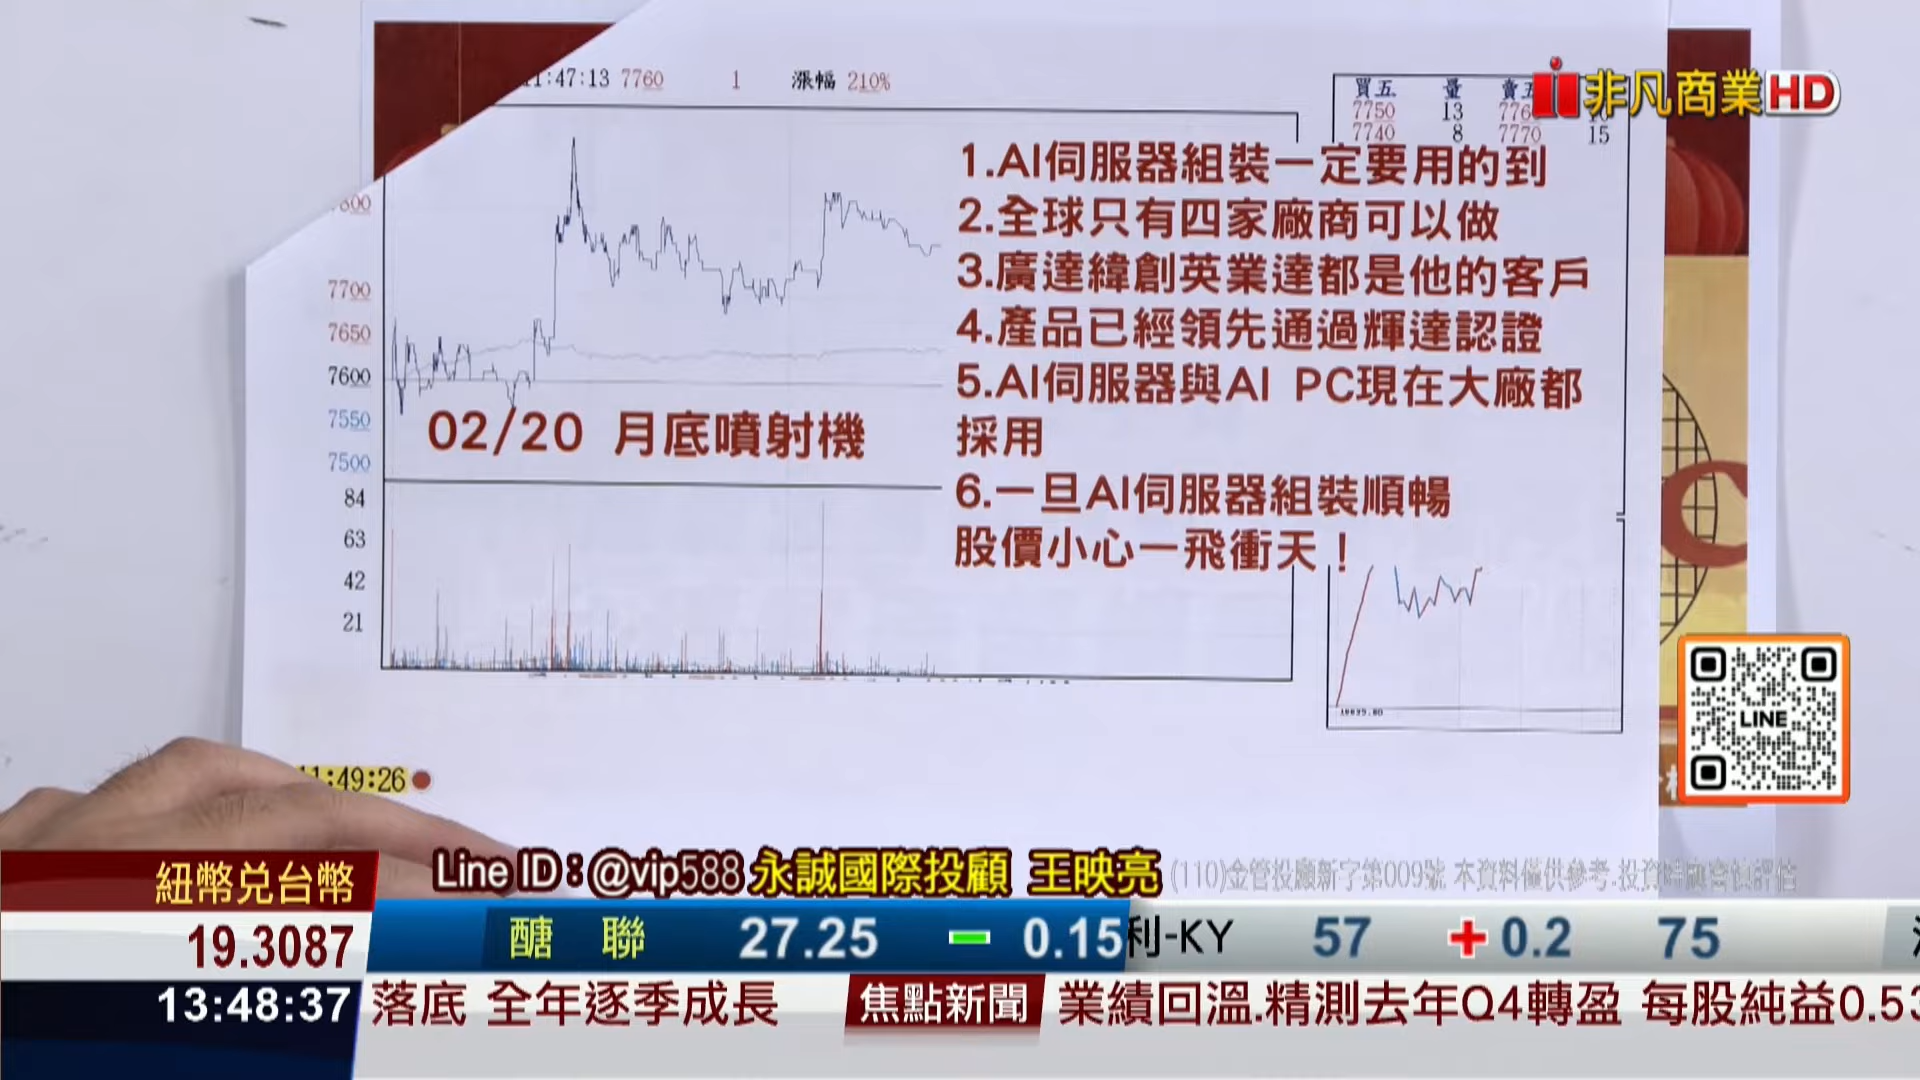 11:47:13 7760 1 漲幅 210%
買五 量 賣五
7750 13 7760
7740 8 7770 15
非凡商業HD
7800
7700
7650
7600
7550
7500
84
63
42
21
02/20 月底噴射機
1.AI伺服器組裝一定要用的到
2.全球只有四家廠商可以做
3.廣達緯創英業達都是他的客戶
4.產品已經領先通過輝達認證
5.AI伺服器與AI PC現在大廠都
採用
6.一旦AI伺服器組裝順暢
股價小心一飛衝天！
LINE
11:49:26
Line ID：@vip588 永誠國際投顧 王映亮 (110)金管投顧新字第009號 本資料僅供參考.投資時應審慎評估
紐幣兌台幣
19.3087
醣聯 27.25 － 0.15 利-KY 57 ＋ 0.2 75
13:48:37 落底 全年逐季成長 焦點新聞 業績回溫.精測去年Q4轉盈 每股純益0.53